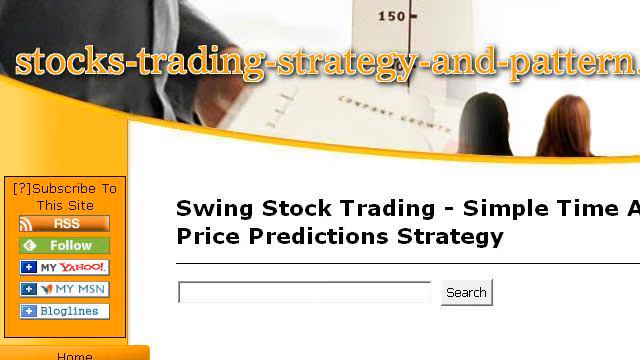 150
stocks-trading-strategy-and-pattern.
COMPANY GROWTH
[?]Subscribe To
This Site
RSS
Follow
MY YAHOO!
MY MSN
Bloglines
Swing Stock Trading - Simple Time A
Price Predictions Strategy
Search
Home